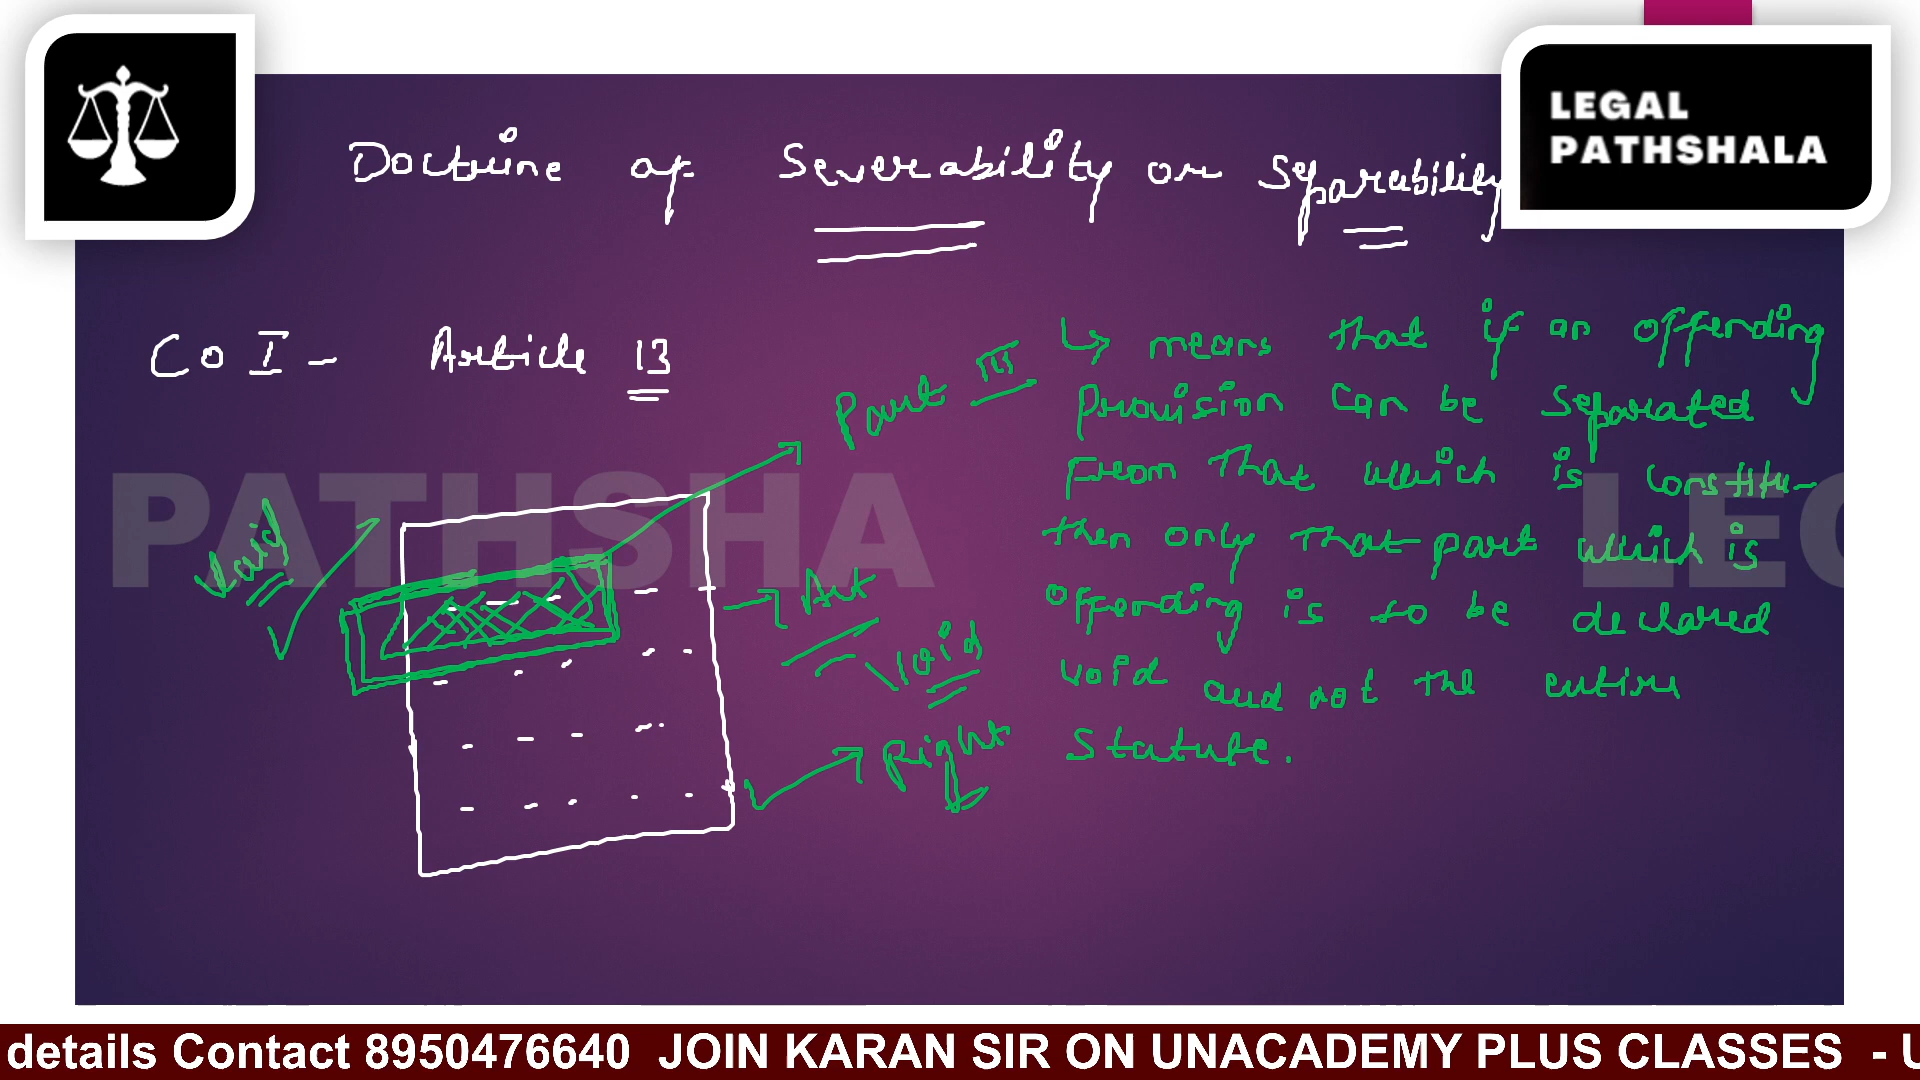 LEGAL
PATHSHALA
Doctrine of Severability or Separability
CoI - Article 13
Part III
↳ means that if an offending
provision can be separated
from that which is constitu-
then only that part which is
offending is to be declared
void and not the entire
statute.
Act
void
Right
PATHSHA
LEG
details Contact 8950476640 JOIN KARAN SIR ON UNACADEMY PLUS CLASSES - U